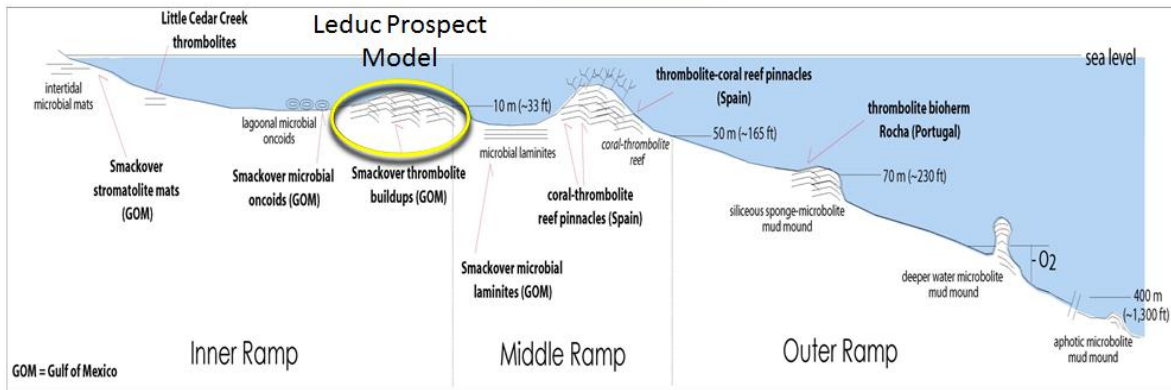 Little Cedar Creek
thrombolites
Leduc Prospect
Model
sea level
intertidal
microbial mats
lagoonal microbial
oncoids
10 m (~33 ft)
thrombolite-coral reef pinnacles
(Spain)
thrombolite bioherm
Rocha (Portugal)
50 m (~165 ft)
microbial laminites
coral-thrombolite
reef
70 m (~230 ft)
Smackover
stromatolite mats
(GOM)
Smackover microbial
oncoids (GOM)
Smackover thrombolite
buildups (GOM)
coral-thrombolite
reef pinnacles (Spain)
siliceous sponge-microbolite
mud mound
Smackover microbial
laminites (GOM)
- O2
deeper water microbolite
mud mound
400 m
(~1,300 ft)
aphotic microbolite
mud mound
Inner Ramp
Middle Ramp
Outer Ramp
GOM = Gulf of Mexico